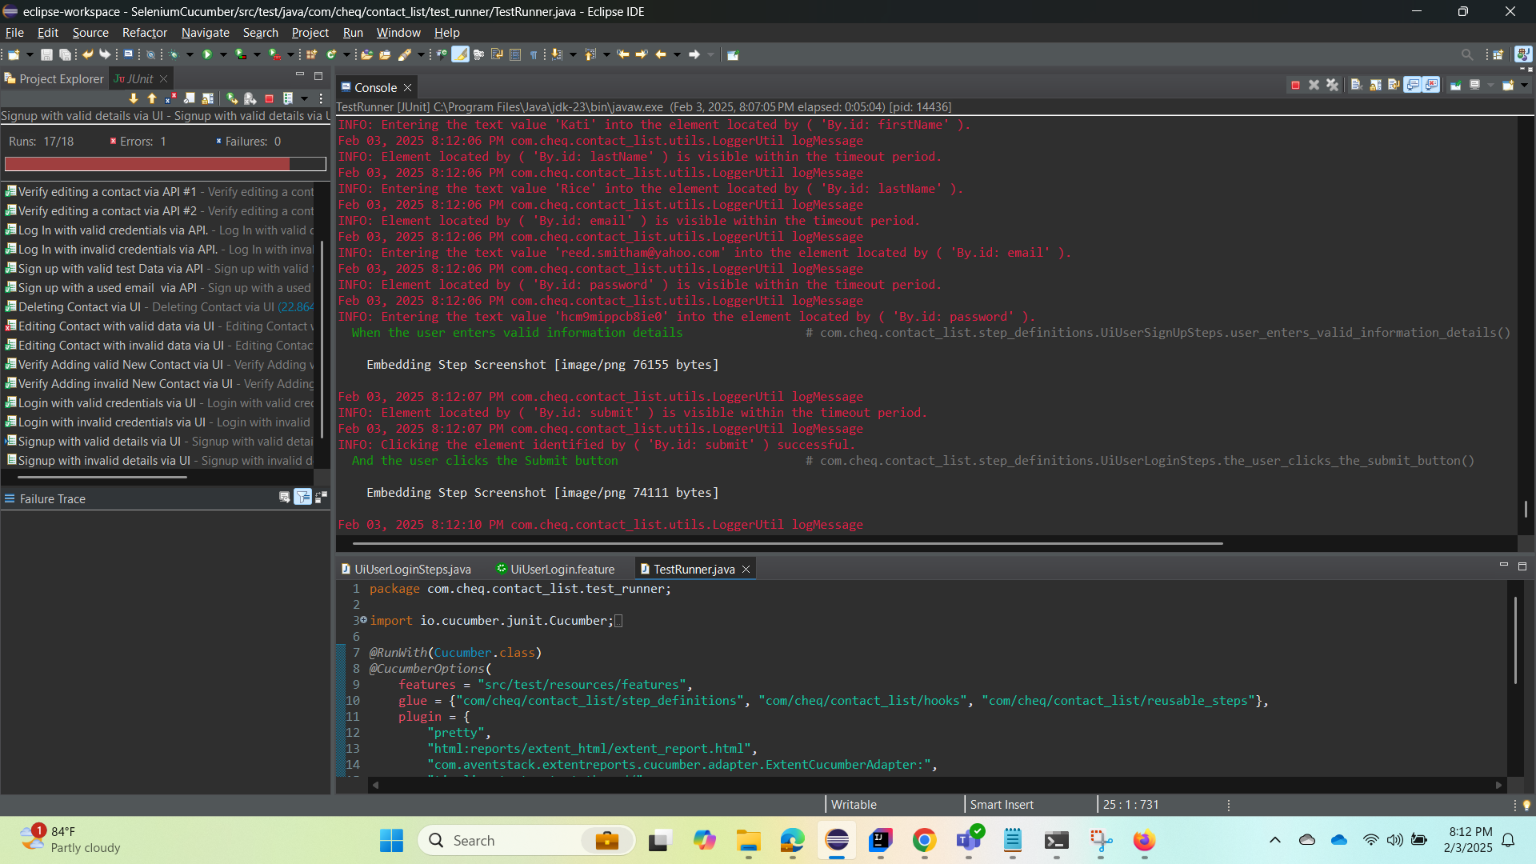 eclipse-workspace - SeleniumCucumber/src/test/java/com/cheq/contact_list/test_runner/TestRunner.java - Eclipse IDE
File Edit Source Refactor Navigate Search Project Run Window Help
Project Explorer JUnit
Signup with valid details via UI - Signup with valid details via U
Runs: 17/18 Errors: 1 Failures: 0
Verify editing a contact via API #1 - Verify editing a cont
Verify editing a contact via API #2 - Verify editing a cont
Log In with valid credentials via API. - Log In with valid c
Log In with invalid credentials via API. - Log In with inva
Sign up with valid test Data via API - Sign up with valid
Sign up with a used email  via API - Sign up with a used
Deleting Contact via UI - Deleting Contact via UI (22.864
Editing Contact with valid data via UI - Editing Contact
Editing Contact with invalid data via UI - Editing Contac
Verify Adding valid New Contact via UI - Verify Adding
Verify Adding invalid New Contact via UI - Verify Adding
Login with valid credentials via UI - Login with valid cred
Login with invalid credentials via UI - Login with invalid
Signup with valid details via UI - Signup with valid detai
Signup with invalid details via UI - Signup with invalid d
Failure Trace
Console
TestRunner [JUnit] C:\Program Files\Java\jdk-23\bin\javaw.exe (Feb 3, 2025, 8:07:05 PM elapsed: 0:05:04) [pid: 14436]
INFO: Entering the text value 'Kati' into the element located by ( 'By.id: firstName' ).
Feb 03, 2025 8:12:06 PM com.cheq.contact_list.utils.LoggerUtil logMessage
INFO: Element located by ( 'By.id: lastName' ) is visible within the timeout period.
Feb 03, 2025 8:12:06 PM com.cheq.contact_list.utils.LoggerUtil logMessage
INFO: Entering the text value 'Rice' into the element located by ( 'By.id: lastName' ).
Feb 03, 2025 8:12:06 PM com.cheq.contact_list.utils.LoggerUtil logMessage
INFO: Element located by ( 'By.id: email' ) is visible within the timeout period.
Feb 03, 2025 8:12:06 PM com.cheq.contact_list.utils.LoggerUtil logMessage
INFO: Entering the text value 'reed.smitham@yahoo.com' into the element located by ( 'By.id: email' ).
Feb 03, 2025 8:12:06 PM com.cheq.contact_list.utils.LoggerUtil logMessage
INFO: Element located by ( 'By.id: password' ) is visible within the timeout period.
Feb 03, 2025 8:12:06 PM com.cheq.contact_list.utils.LoggerUtil logMessage
INFO: Entering the text value 'hcm9mippcb8ie0' into the element located by ( 'By.id: password' ).
When the user enters valid information details # com.cheq.contact_list.step_definitions.UiUserSignUpSteps.user_enters_valid_information_details()
Embedding Step Screenshot [image/png 76155 bytes]
Feb 03, 2025 8:12:07 PM com.cheq.contact_list.utils.LoggerUtil logMessage
INFO: Element located by ( 'By.id: submit' ) is visible within the timeout period.
Feb 03, 2025 8:12:07 PM com.cheq.contact_list.utils.LoggerUtil logMessage
INFO: Clicking the element identified by ( 'By.id: submit' ) successful.
And the user clicks the Submit button # com.cheq.contact_list.step_definitions.UiUserLoginSteps.the_user_clicks_the_submit_button()
Embedding Step Screenshot [image/png 74111 bytes]
Feb 03, 2025 8:12:10 PM com.cheq.contact_list.utils.LoggerUtil logMessage
UiUserLoginSteps.java UiUserLogin.feature TestRunner.java
1 package com.cheq.contact_list.test_runner;
2
3 import io.cucumber.junit.Cucumber;
6
7 @RunWith(Cucumber.class)
8 @CucumberOptions(
9 features = "src/test/resources/features",
10 glue = {"com/cheq/contact_list/step_definitions", "com/cheq/contact_list/hooks", "com/cheq/contact_list/reusable_steps"},
11 plugin = {
12 "pretty",
13 "html:reports/extent_html/extent_report.html",
14 "com.aventstack.extentreports.cucumber.adapter.ExtentCucumberAdapter:",
Writable Smart Insert 25 : 1 : 731
1 84°F
Partly cloudy
Search
8:12 PM
2/3/2025